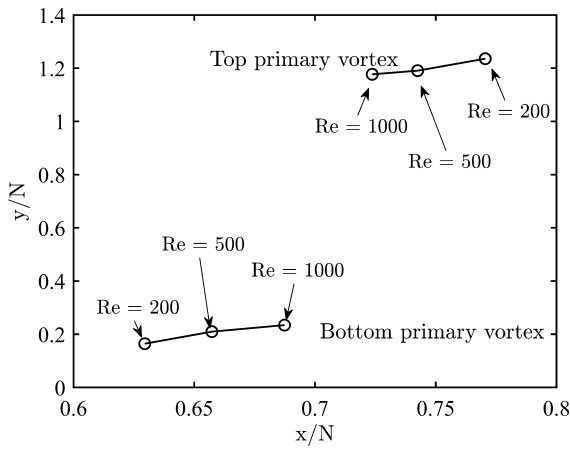 1.4
Top primary vortex
1.2
Re = 1000
Re = 200
1
Re = 500
0.8
y/N
0.6
Re = 500
Re = 1000
0.4
Re = 200
0.2
Bottom primary vortex
0
0.6
0.65
0.7
0.75
0.8
x/N